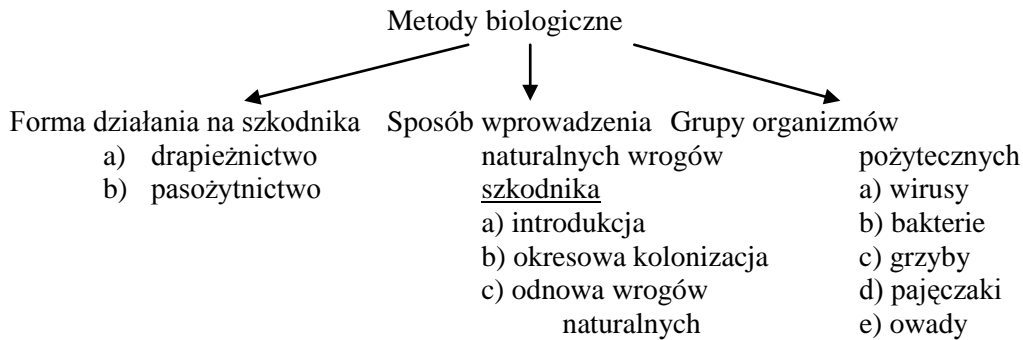 Metody biologiczne
Forma działania na szkodnika
a) drapieżnictwo
b) pasożytnictwo
Sposób wprowadzenia
naturalnych wrogów
szkodnika
a) introdukcja
b) okresowa kolonizacja
c) odnowa wrogów
naturalnych
Grupy organizmów
pożytecznych
a) wirusy
b) bakterie
c) grzyby
d) pajęczaki
e) owady